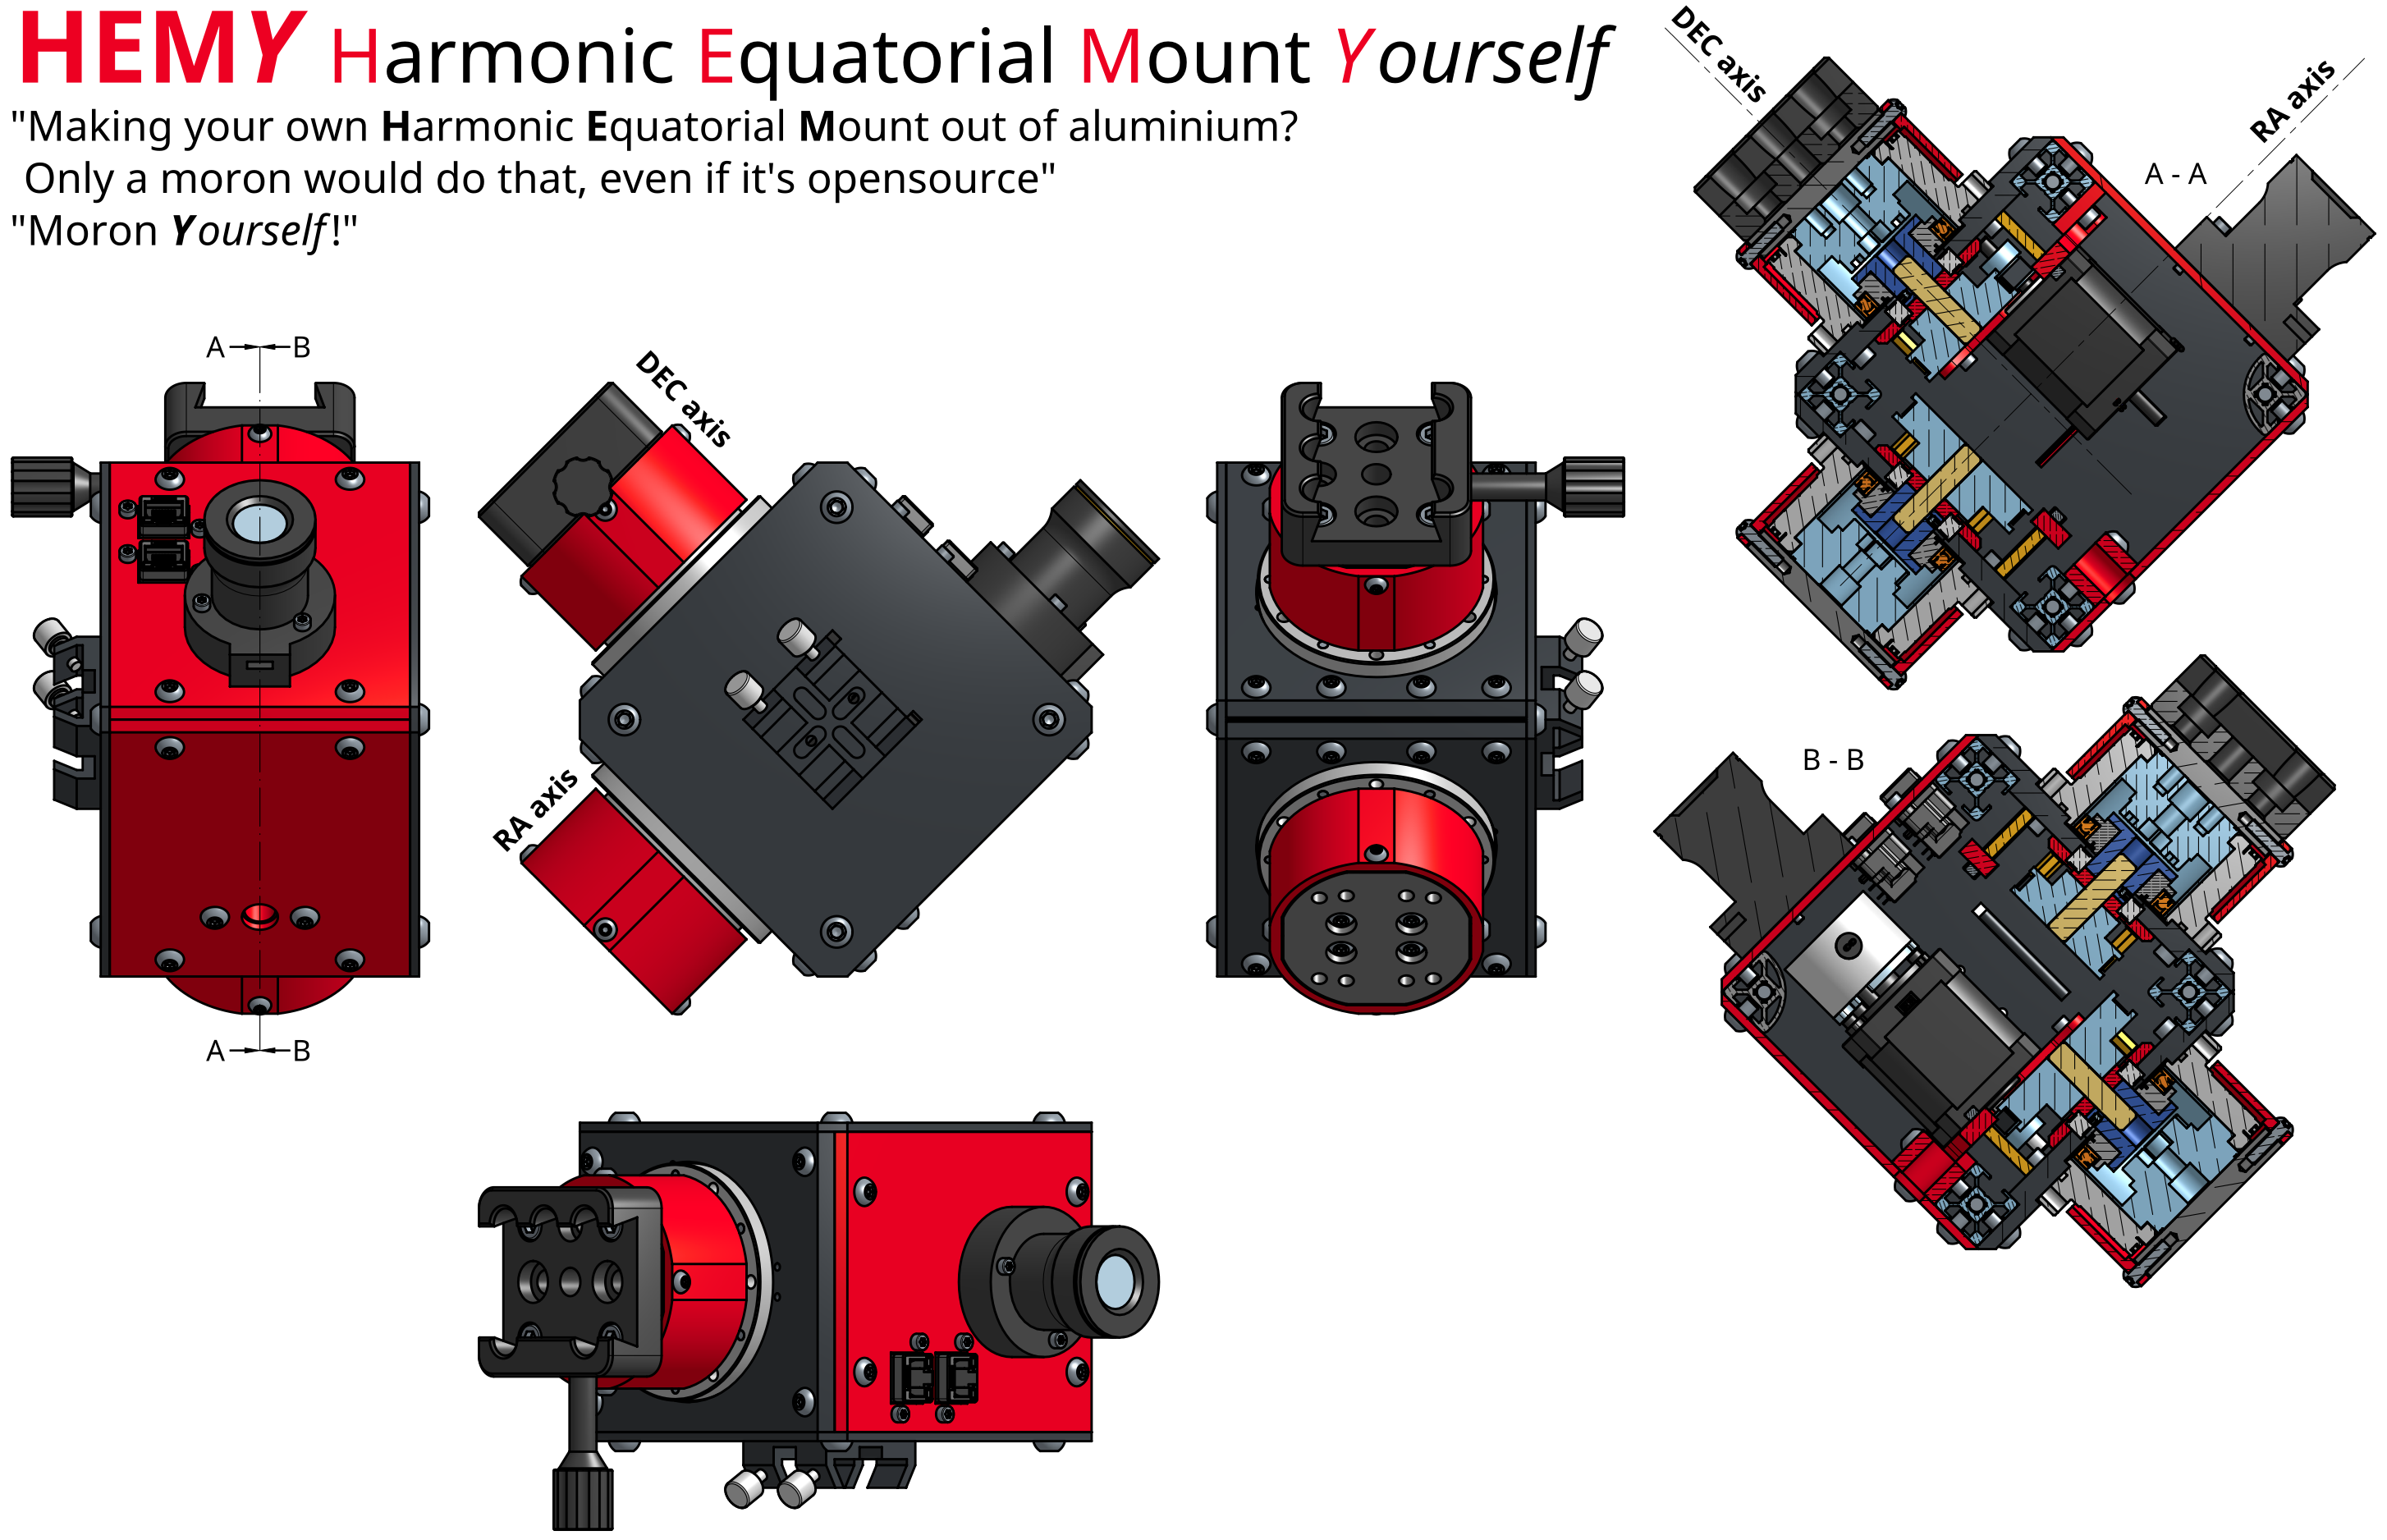 HEMY Harmonic Equatorial Mount Yourself
"Making your own Harmonic Equatorial Mount out of aluminium?
Only a moron would do that, even if it's opensource"
"Moron Yourself!"
DEC axis
RA axis
A - A
A B
DEC axis
RA axis
B - B
A B